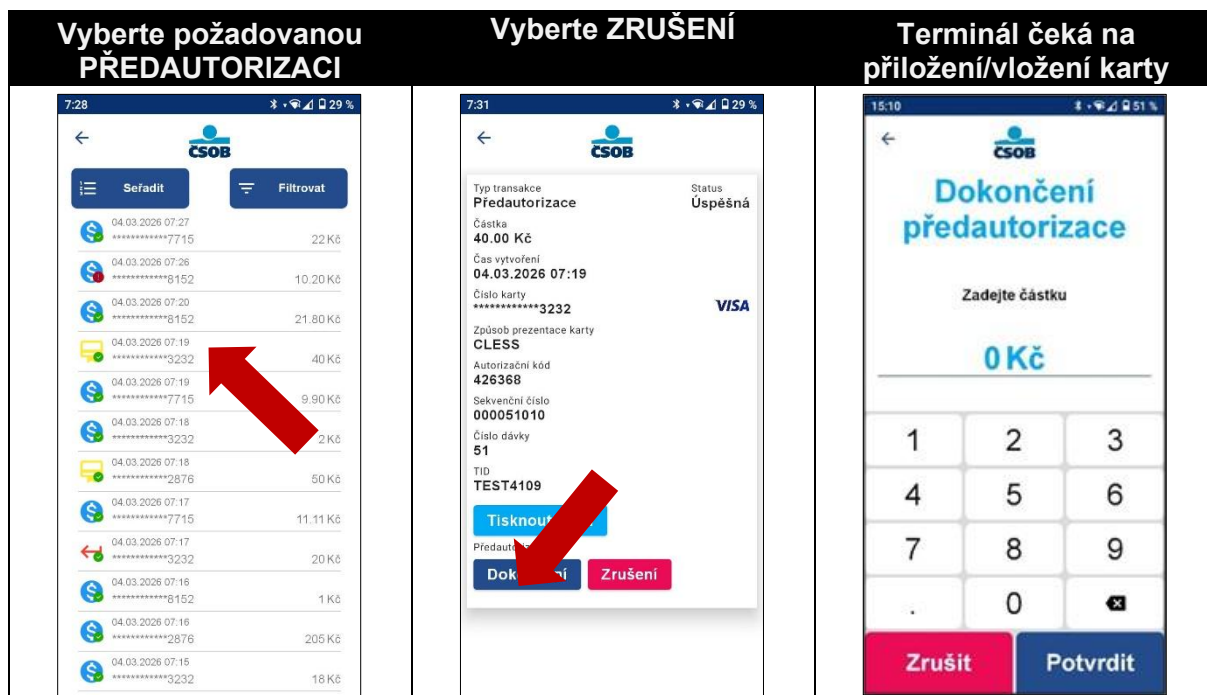 Vyberte požadovanou
PŘEDAUTORIZACI
Vyberte ZRUŠENÍ
Terminál čeká na
přiložení/vložení karty
7:28
29 %
ČSOB
Seřadit
Filtrovat
04.03.2026 07:27
************7715 22 Kč
04.03.2026 07:26
************8152 10.20 Kč
04.03.2026 07:20
************8152 21.80 Kč
04.03.2026 07:19
************3232 40 Kč
04.03.2026 07:19
************7715 9.90 Kč
04.03.2026 07:18
************3232 2 Kč
04.03.2026 07:18
************2876 50 Kč
04.03.2026 07:17
************7715 11.11 Kč
04.03.2026 07:17
************3232 20 Kč
04.03.2026 07:16
************8152 1 Kč
04.03.2026 07:16
************2876 205 Kč
04.03.2026 07:15
************3232 18 Kč
7:31
29 %
ČSOB
Typ transakce Status
Předautorizace Úspěšná
Částka
40.00 Kč
Čas vytvoření
04.03.2026 07:19
Číslo karty
************3232 VISA
Způsob prezentace karty
CLESS
Autorizační kód
426368
Sekvenční číslo
000051010
Číslo dávky
51
TID
TEST4109
Zrušení
15:10
51 %
ČSOB
Dokončení
předautorizace
Zadejte částku
0 Kč
1 2 3
4 5 6
7 8 9
. 0
Zrušit Potvrdit